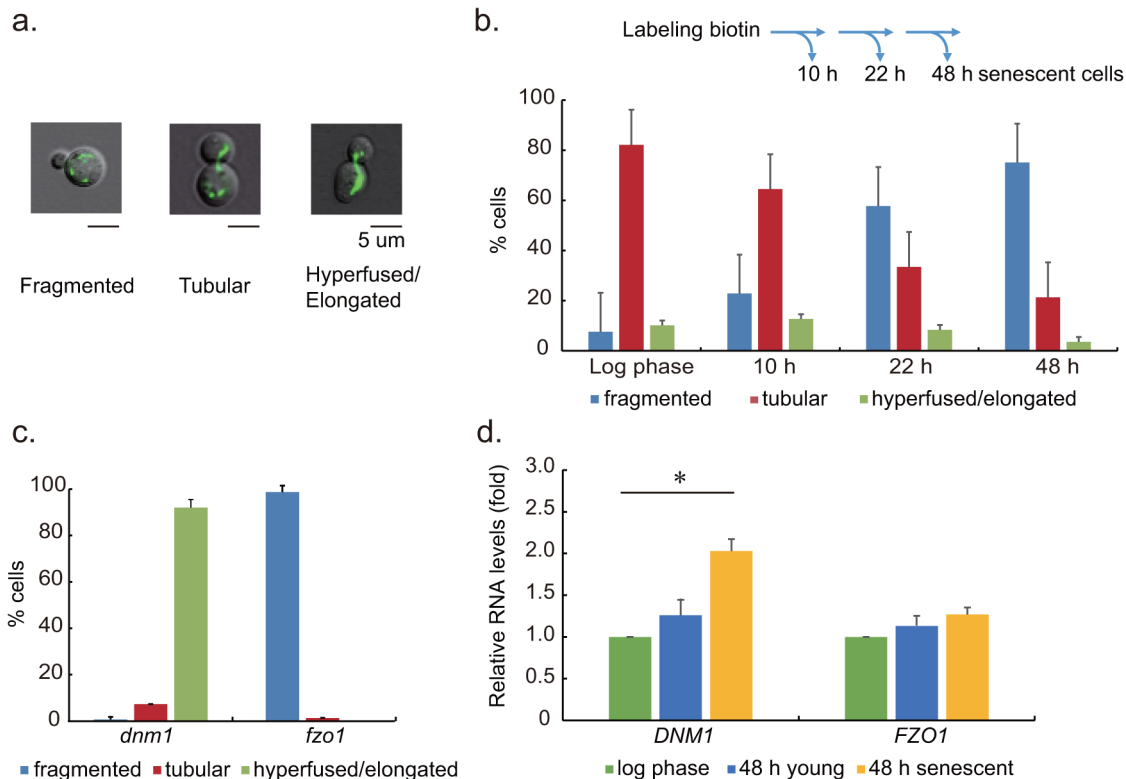 a.
Fragmented
Tubular
Hyperfused/
Elongated
5 um
b.
Labeling biotin
10 h
22 h
48 h senescent cells
% cells
100
80
60
40
20
0
Log phase
10 h
22 h
48 h
fragmented
tubular
hyperfused/elongated
c.
% cells
100
80
60
40
20
0
dnm1
fzo1
fragmented
tubular
hyperfused/elongated
d.
Relative RNA levels (fold)
3.0
2.5
2.0
1.5
1.0
0.5
0.0
*
DNM1
FZO1
log phase
48 h young
48 h senescent